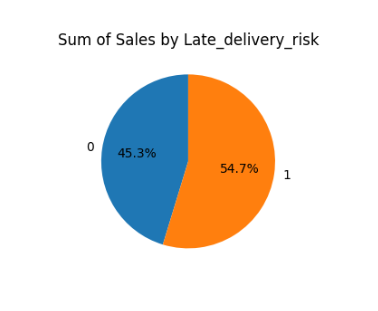 Sum of Sales by Late_delivery_risk
0
45.3%
54.7%
1